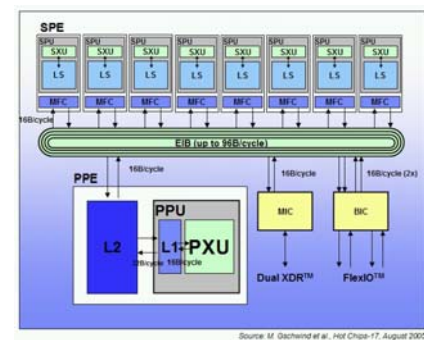 SPE
SPU SPU SPU SPU SPU SPU SPU SPU
SXU SXU SXU SXU SXU SXU SXU SXU
LS LS LS LS LS LS LS LS
MFC MFC MFC MFC MFC MFC MFC MFC
16B/cycle
EIB (up to 96B/cycle)
16B/cycle 16B/cycle 16B/cycle (2x)
PPE
PPU
MIC BIC
L2 L1 PXU
32B/cycle 16B/cycle
Dual XDR™ FlexIO™
Source: M. Gschwind et al., Hot Chips-17, August 2005